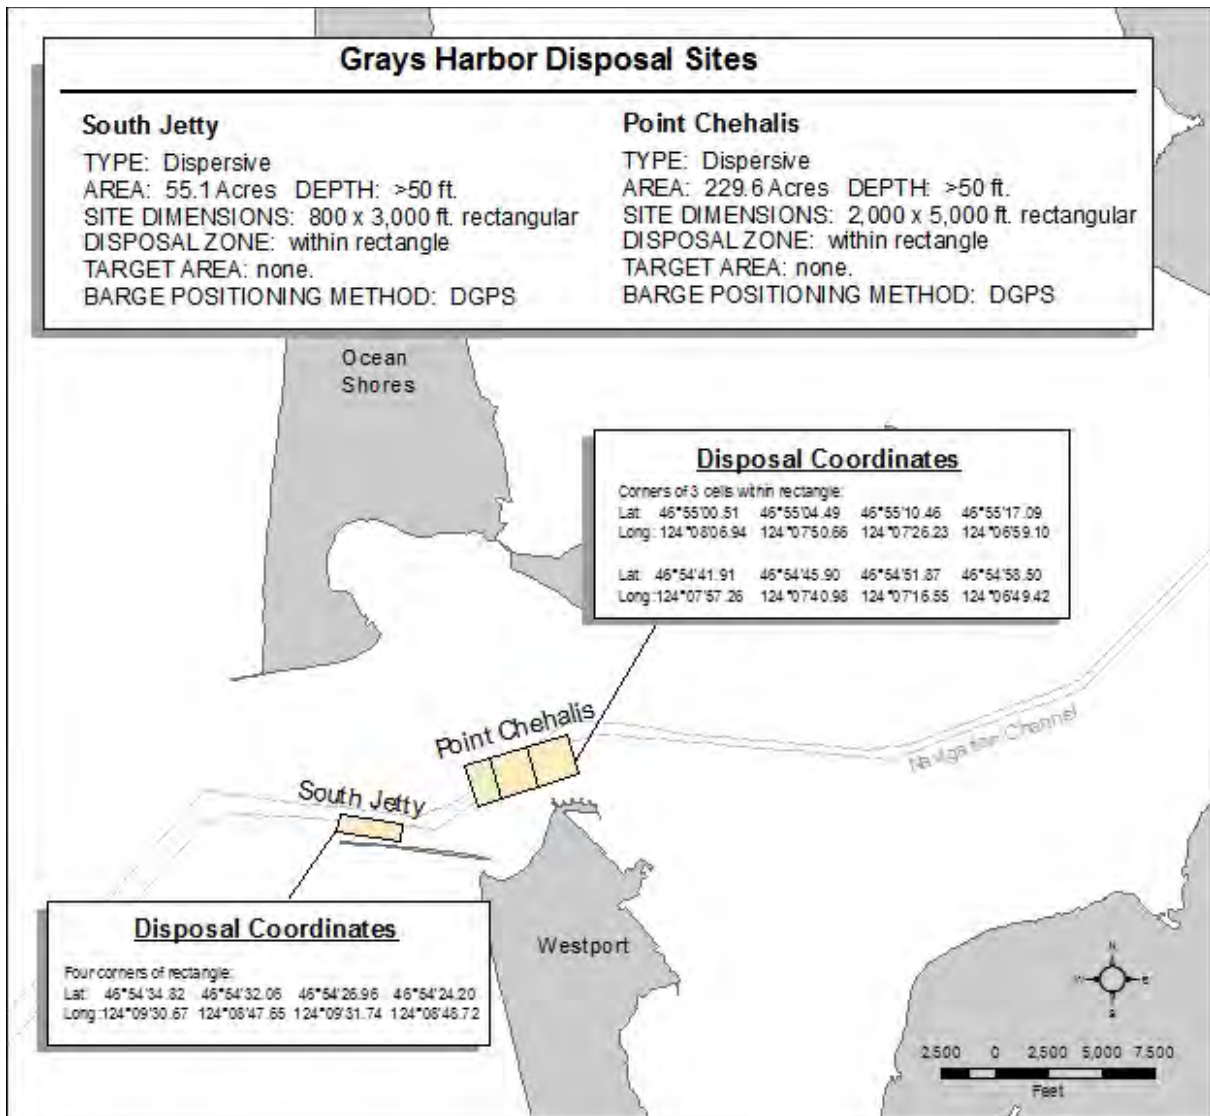 Grays Harbor Disposal Sites
South Jetty
TYPE: Dispersive
AREA: 55.1 Acres DEPTH: >50 ft.
SITE DIMENSIONS: 800 x 3,000 ft. rectangular
DISPOSAL ZONE: within rectangle
TARGET AREA: none.
BARGE POSITIONING METHOD: DGPS
Point Chehalis
TYPE: Dispersive
AREA: 229.6 Acres DEPTH: >50 ft.
SITE DIMENSIONS: 2,000 x 5,000 ft. rectangular
DISPOSAL ZONE: within rectangle
TARGET AREA: none.
BARGE POSITIONING METHOD: DGPS
Ocean
Shores
Disposal Coordinates
Corners of 3 cells within rectangle:
Lat: 46°55'00.51 46°55'04.49 46°55'10.46 46°55'17.09
Long: 124°08'06.94 124°07'50.66 124°07'26.23 124°06'59.10
Lat: 46°54'41.91 46°54'45.90 46°54'51.87 46°54'58.50
Long: 124°07'57.26 124°07'40.98 124°07'16.55 124°06'49.42
Point Chehalis
Navigation Channel
South Jetty
Disposal Coordinates
Four corners of rectangle:
Lat: 46°54'34.82 46°54'32.06 46°54'26.96 46°54'24.20
Long: 124°09'30.67 124°08'47.65 124°09'31.74 124°08'48.72
Westport
N
W E
S
2,500 0 2,500 5,000 7,500
Feet